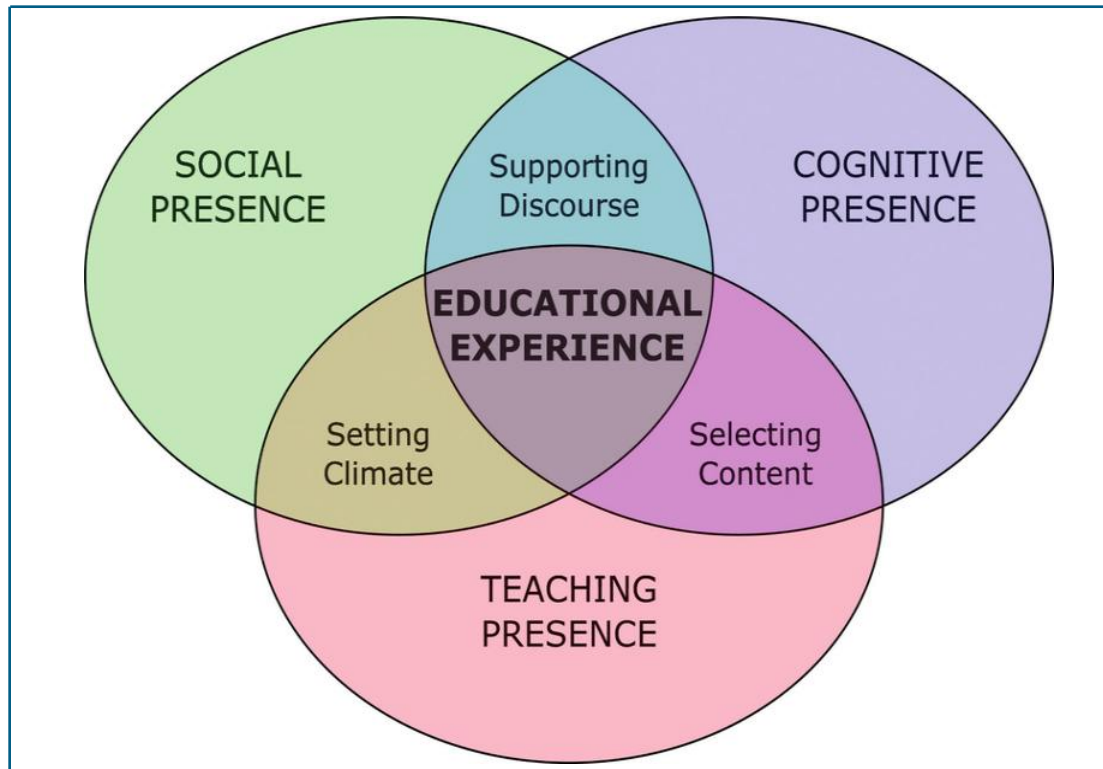 SOCIAL
PRESENCE
Supporting
Discourse
COGNITIVE
PRESENCE
EDUCATIONAL
EXPERIENCE
Setting
Climate
Selecting
Content
TEACHING
PRESENCE